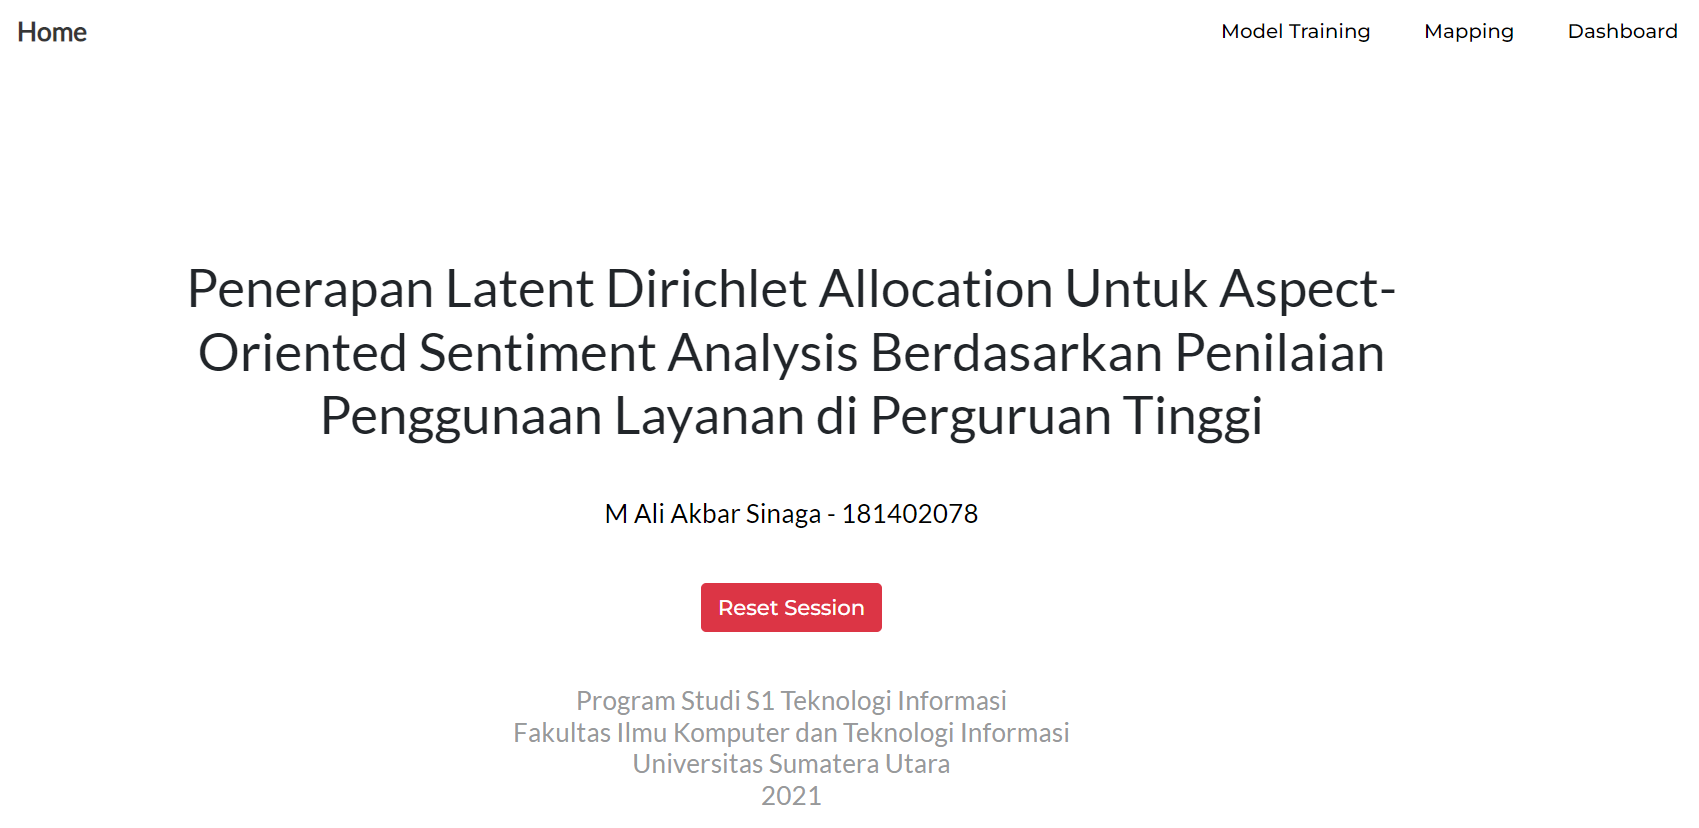 Home
Model Training
Mapping
Dashboard
Penerapan Latent Dirichlet Allocation Untuk Aspect-
Oriented Sentiment Analysis Berdasarkan Penilaian
Penggunaan Layanan di Perguruan Tinggi
M Ali Akbar Sinaga - 181402078
Reset Session
Program Studi S1 Teknologi Informasi
Fakultas Ilmu Komputer dan Teknologi Informasi
Universitas Sumatera Utara
2021